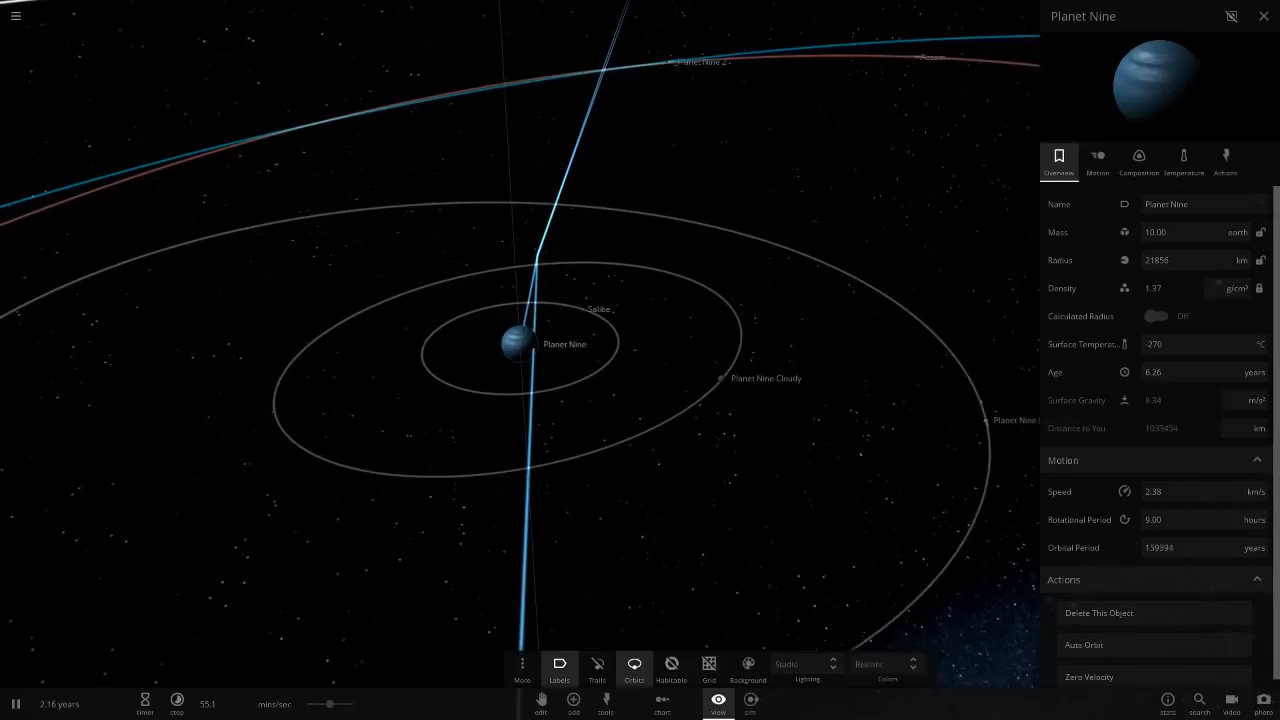 Planet Nine
Planet Nine 2
Overview
Motion
Composition
Temperature
Actions
Name
Planet Nine
Mass
10.00
earth
Radius
21856
km
Density
1.37
g/cm³
Calculated Radius
Off
Surface Temperat...
-270
°C
Age
6.26
years
Surface Gravity
8.34
m/s²
Distance to You
1033454
km
Motion
Speed
2.38
km/s
Rotational Period
9.00
hours
Orbital Period
159394
years
Actions
Delete This Object
Auto Orbit
Zero Velocity
Salibe
Planet Nine
Planet Nine Cloudy
Planet Nine
More
Labels
Trails
Orbits
Habitable
Grid
Background
Studio
Lighting
Realistic
Colors
2.16 years
timer
step
55.1
mins/sec
edit
add
tools
chart
view
sim
stats
search
video
photo